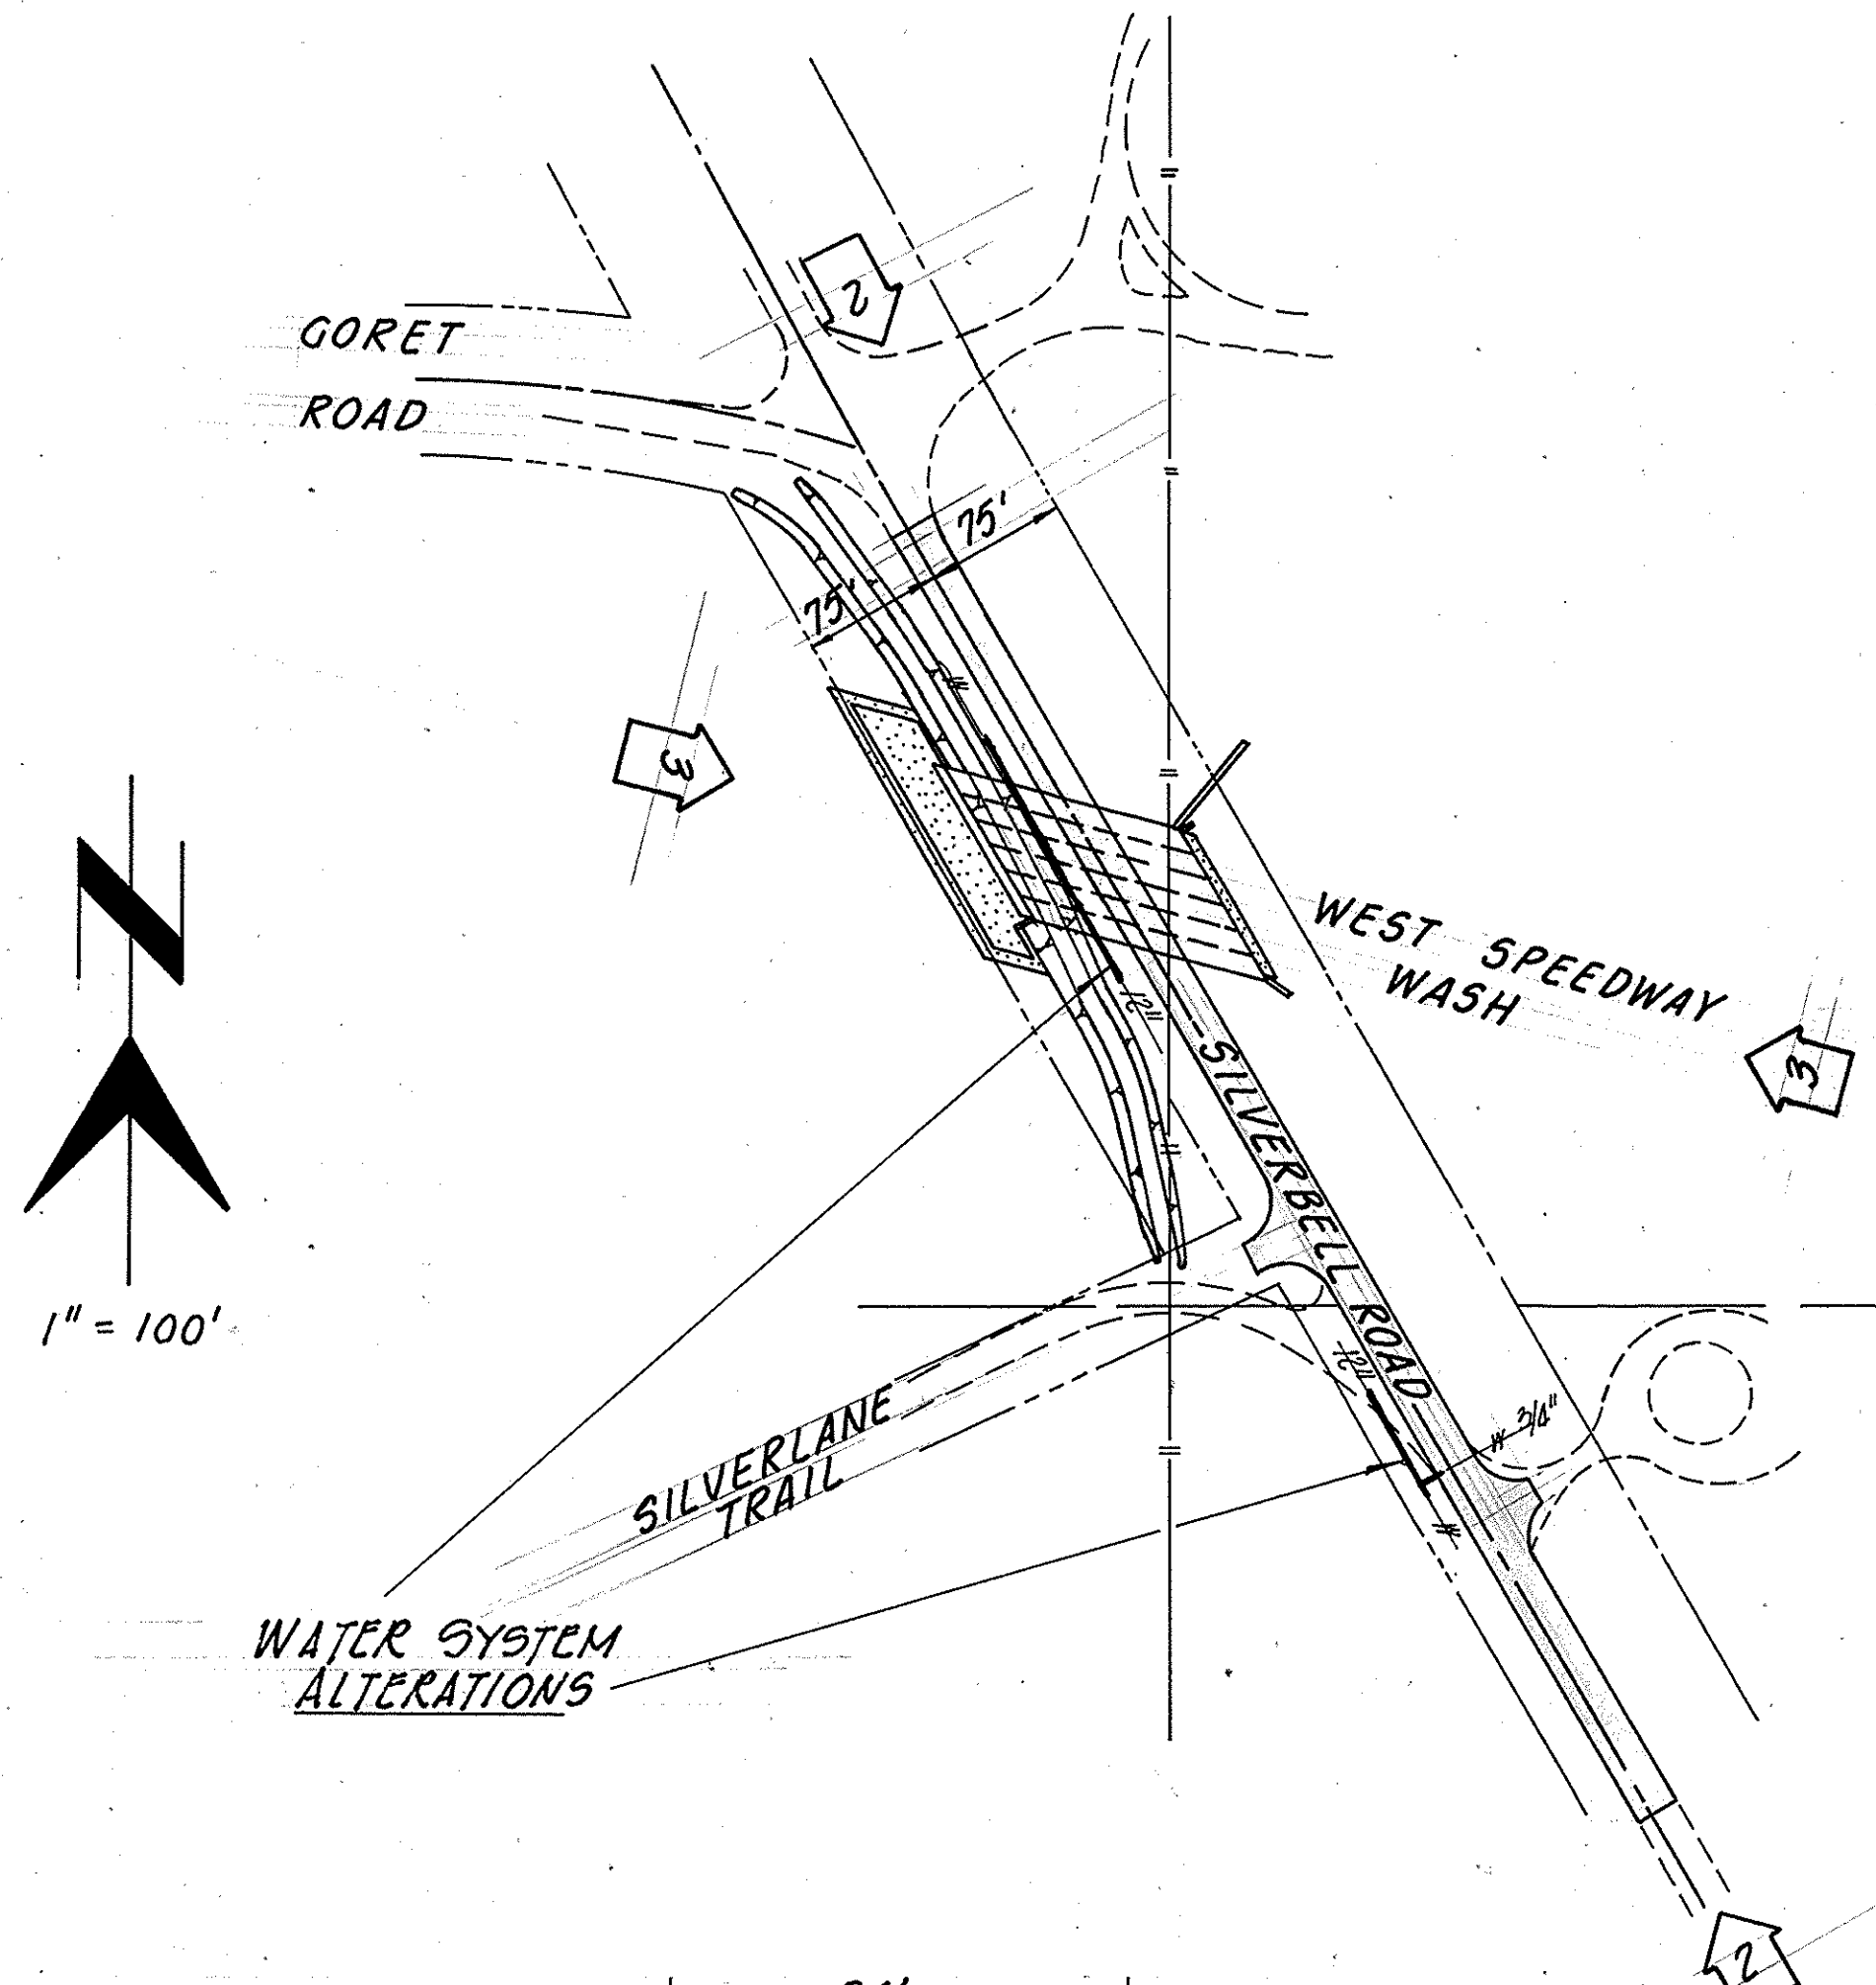 2
GORET
ROAD
75'
75'
3
N
WEST SPEEDWAY
WASH
12"
3
SILVERBELL ROAD
1" = 100'
12"
W 3/4"
SILVERLANE
TRAIL
WATER SYSTEM
ALTERATIONS
2